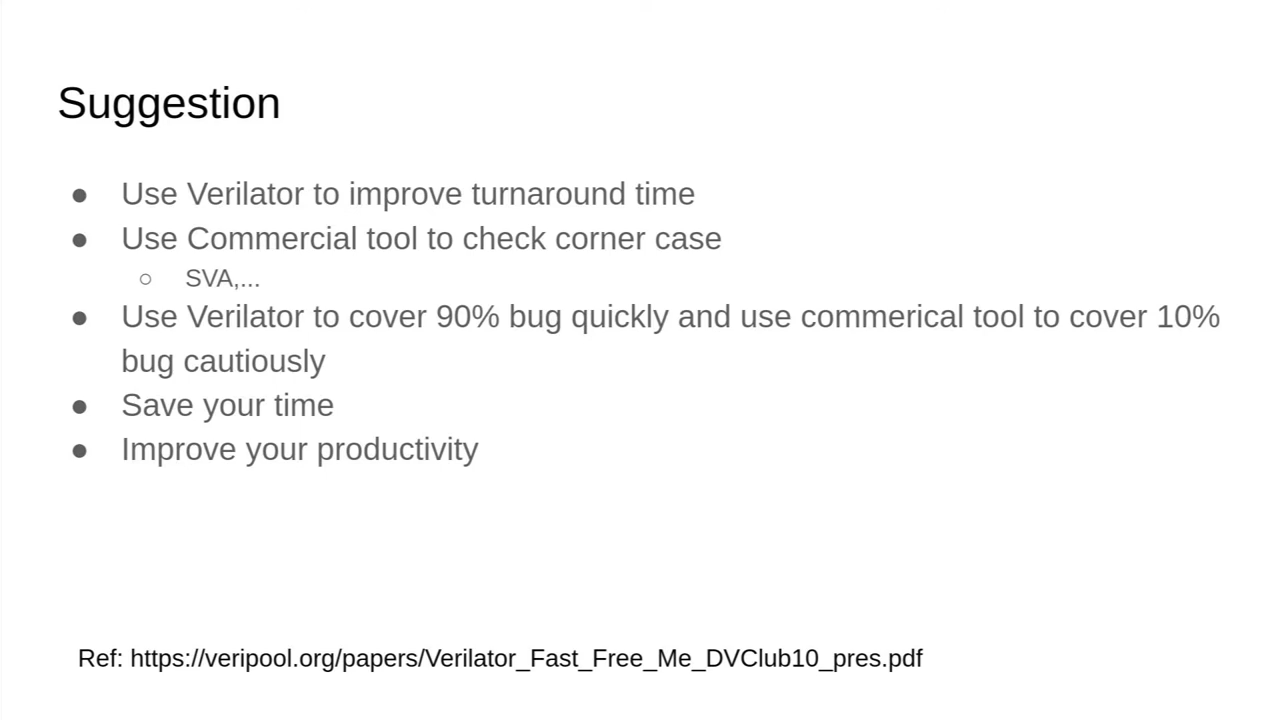 Suggestion
● Use Verilator to improve turnaround time
● Use Commercial tool to check corner case
○ SVA,...
● Use Verilator to cover 90% bug quickly and use commerical tool to cover 10%
bug cautiously
● Save your time
● Improve your productivity
Ref: https://veripool.org/papers/Verilator_Fast_Free_Me_DVClub10_pres.pdf